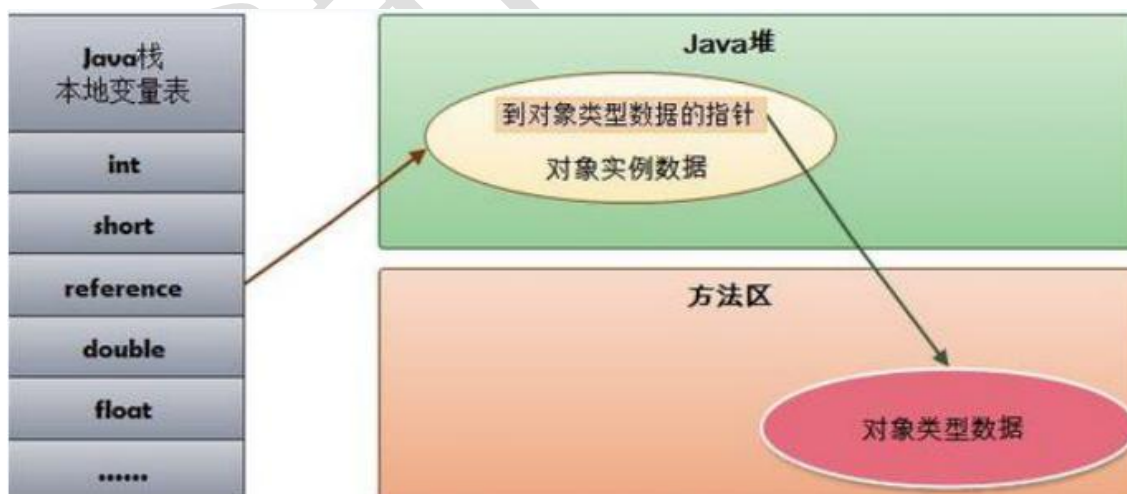 Java栈
本地变量表
int
short
reference
double
float
......
Java堆
到对象类型数据的指针
对象实例数据
方法区
对象类型数据